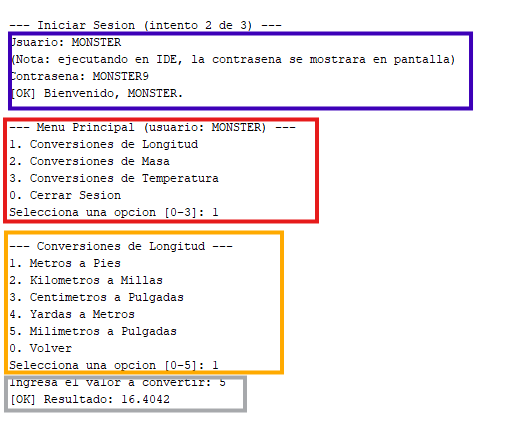 --- Iniciar Sesion (intento 2 de 3) ---
Usuario: MONSTER
(Nota: ejecutando en IDE, la contrasena se mostrara en pantalla)
Contrasena: MONSTER9
[OK] Bienvenido, MONSTER.
--- Menu Principal (usuario: MONSTER) ---
1. Conversiones de Longitud
2. Conversiones de Masa
3. Conversiones de Temperatura
0. Cerrar Sesion
Selecciona una opcion [0-3]: 1
--- Conversiones de Longitud ---
1. Metros a Pies
2. Kilometros a Millas
3. Centimetros a Pulgadas
4. Yardas a Metros
5. Milimetros a Pulgadas
0. Volver
Selecciona una opcion [0-5]: 1
Ingresa el valor a convertir: 5
[OK] Resultado: 16.4042